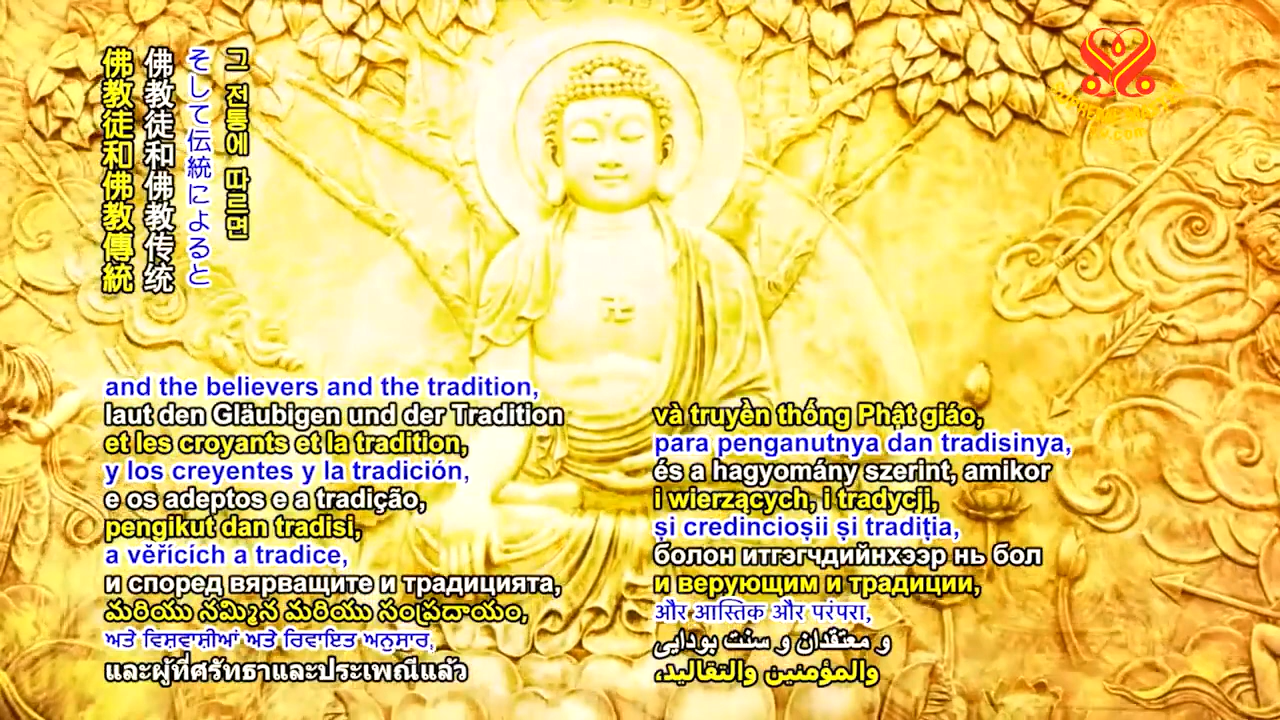 그 전통에 따르면
そして伝統によると
佛教徒和佛教传统
佛教徒和佛教傳統
and the believers and the tradition,
laut den Gläubigen und der Tradition
et les croyants et la tradition,
y los creyentes y la tradición,
e os adeptos e a tradição,
pengikut dan tradisi,
a věřících a tradice,
и според вярващите и традицията,
మరియు నమ్మిన మరియు సంప్రదాయం,
ਅਤੇ ਵਿਸ਼ਵਾਸ਼ੀਆਂ ਅਤੇ ਰਿਵਾਇਤ ਅਨੁਸਾਰ,
และผู้ที่ศรัทธาและประเพณีแล้ว
và truyền thống Phật giáo,
para penganutnya dan tradisinya,
és a hagyomány szerint, amikor
i wierzących, i tradycji,
și credincioșii și tradiția,
болон итгэгчдийнхээр нь бол
и верующим и традиции,
और आस्तिक और परंपरा,
و معتقدان و سنت بودایی
والمؤمنين والتقاليد،